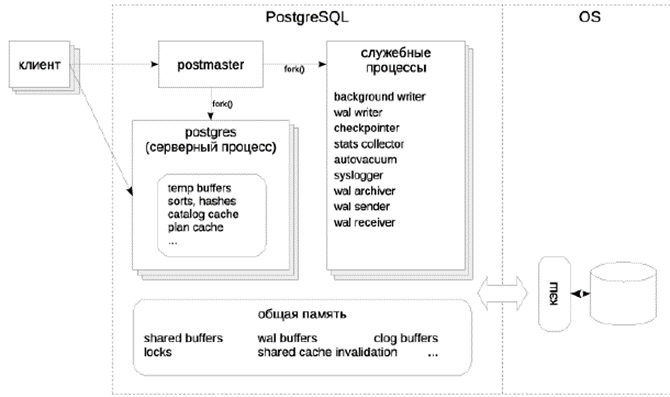 PostgreSQL
OS
клиент
postmaster
fork()
fork()
служебные
процессы
background writer
wal writer
checkpointer
stats collector
autovacuum
syslogger
wal archiver
wal sender
wal receiver
postgres
(серверный процесс)
temp buffers
sorts, hashes
catalog cache
plan cache
...
общая память
shared buffers wal buffers clog buffers
locks shared cache invalidation ...
кэш